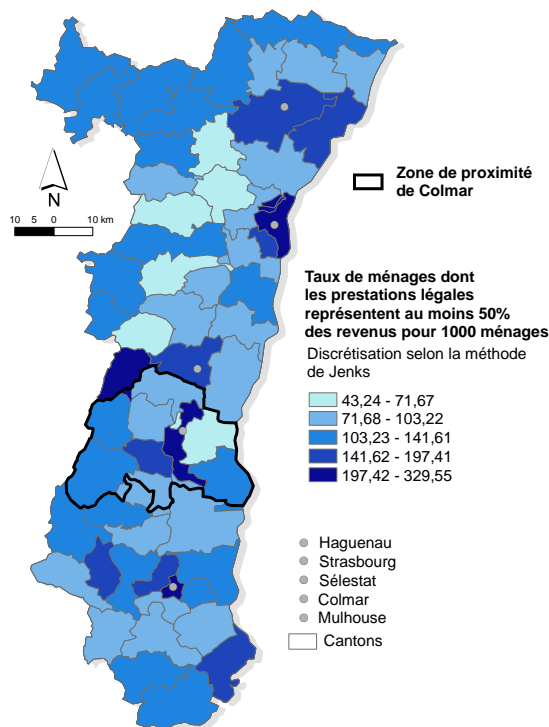 Zone de proximité
de Colmar
N
10 5 0 10 km
Taux de ménages dont
les prestations légales
représentent au moins 50%
des revenus pour 1000 ménages
Discrétisation selon la méthode
de Jenks
43,24 - 71,67
71,68 - 103,22
103,23 - 141,61
141,62 - 197,41
197,42 - 329,55
Haguenau
Strasbourg
Sélestat
Colmar
Mulhouse
Cantons